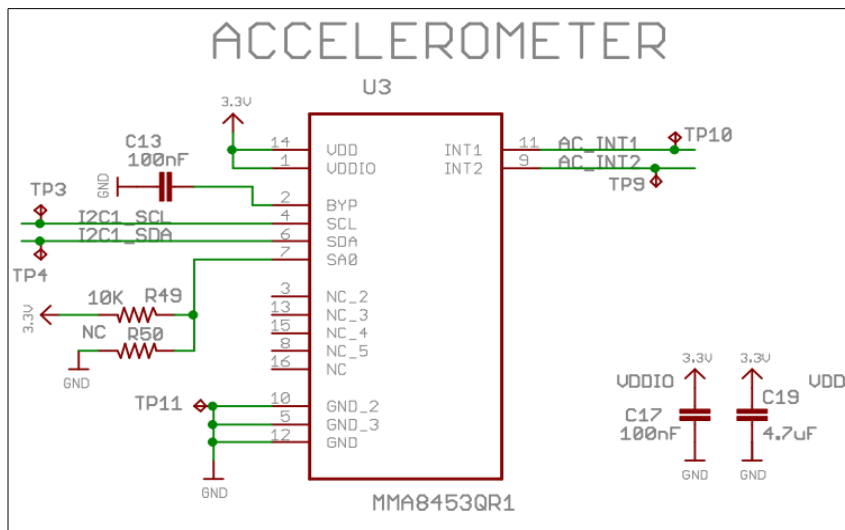 ACCELEROMETER
U3
3.3V
C13
100nF
GND
14 VDD
1 VDDIO
2 BYP
4 SCL
6 SDA
7 SA0
3 NC_2
13 NC_3
15 NC_4
8 NC_5
16 NC
10 GND_2
5 GND_3
12 GND
INT1 11 AC_INT1 TP10
INT2 9 AC_INT2
TP9
TP3
I2C1_SCL
I2C1_SDA
TP4
3.3V 10K R49
NC R50
GND
TP11
GND
MMA8453QR1
3.3V 3.3V
VDDIO VDD
C17 C19
100nF 4.7uF
GND GND